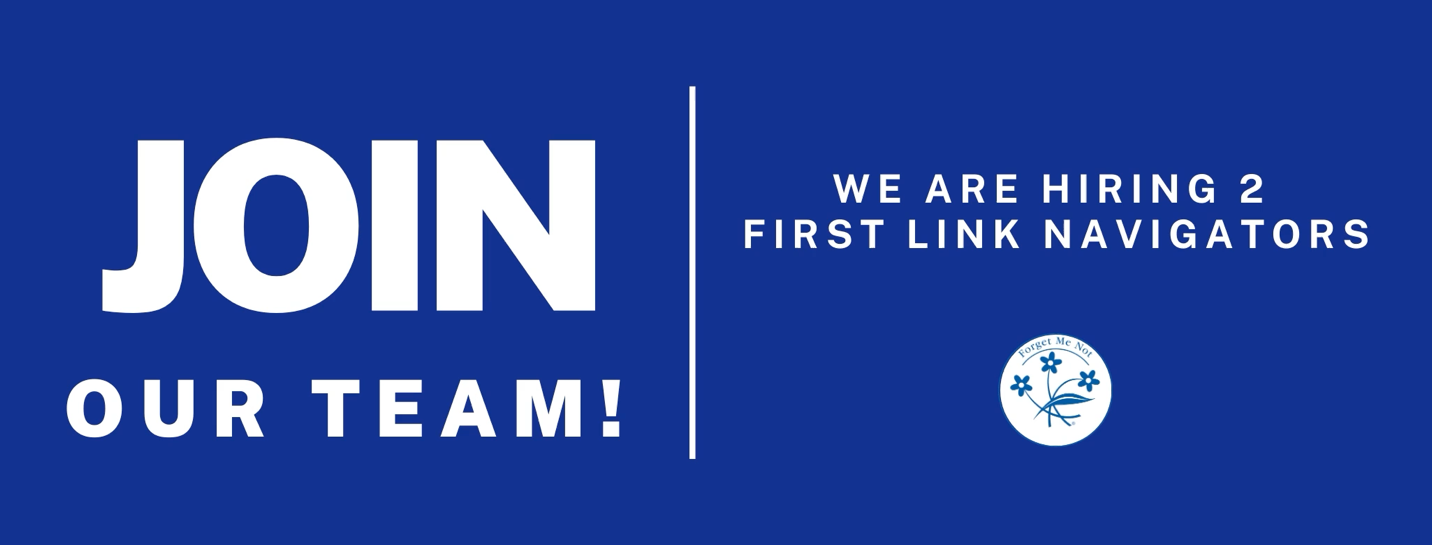 JOIN
OUR TEAM!
WE ARE HIRING 2
FIRST LINK NAVIGATORS
Forget Me Not